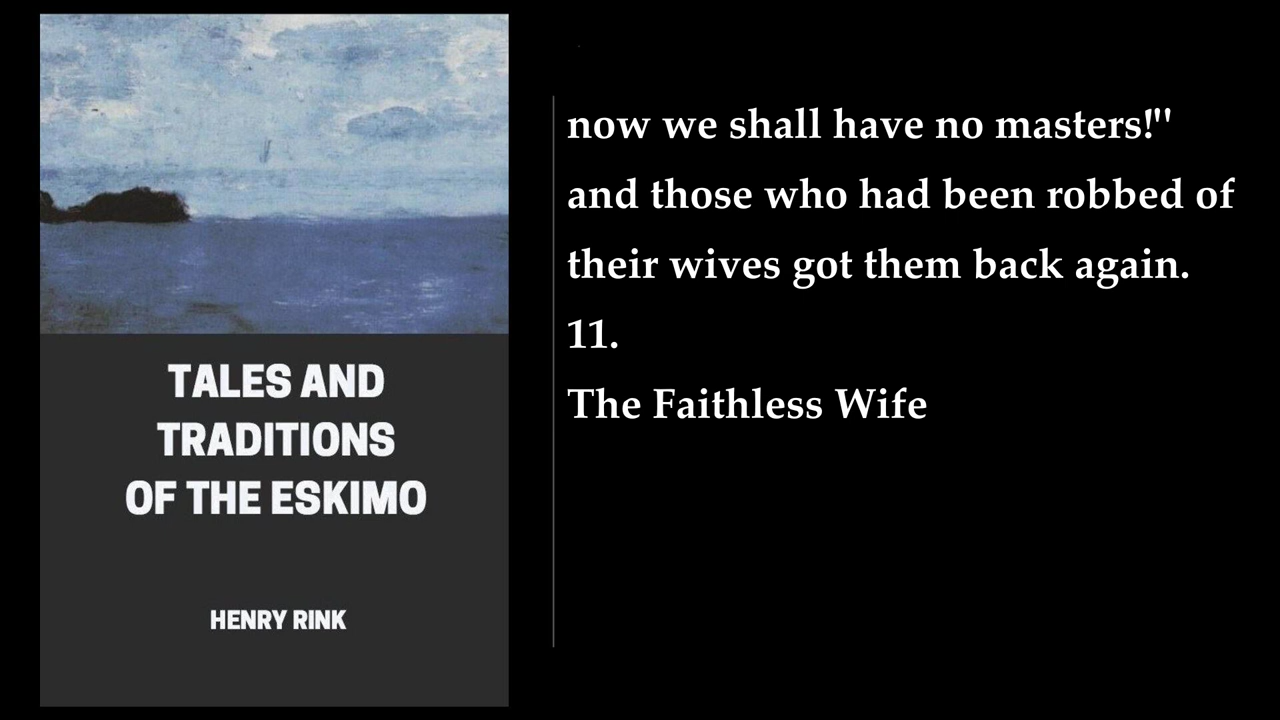 TALES AND
TRADITIONS
OF THE ESKIMO
HENRY RINK
now we shall have no masters!"
and those who had been robbed of
their wives got them back again.
11.
The Faithless Wife